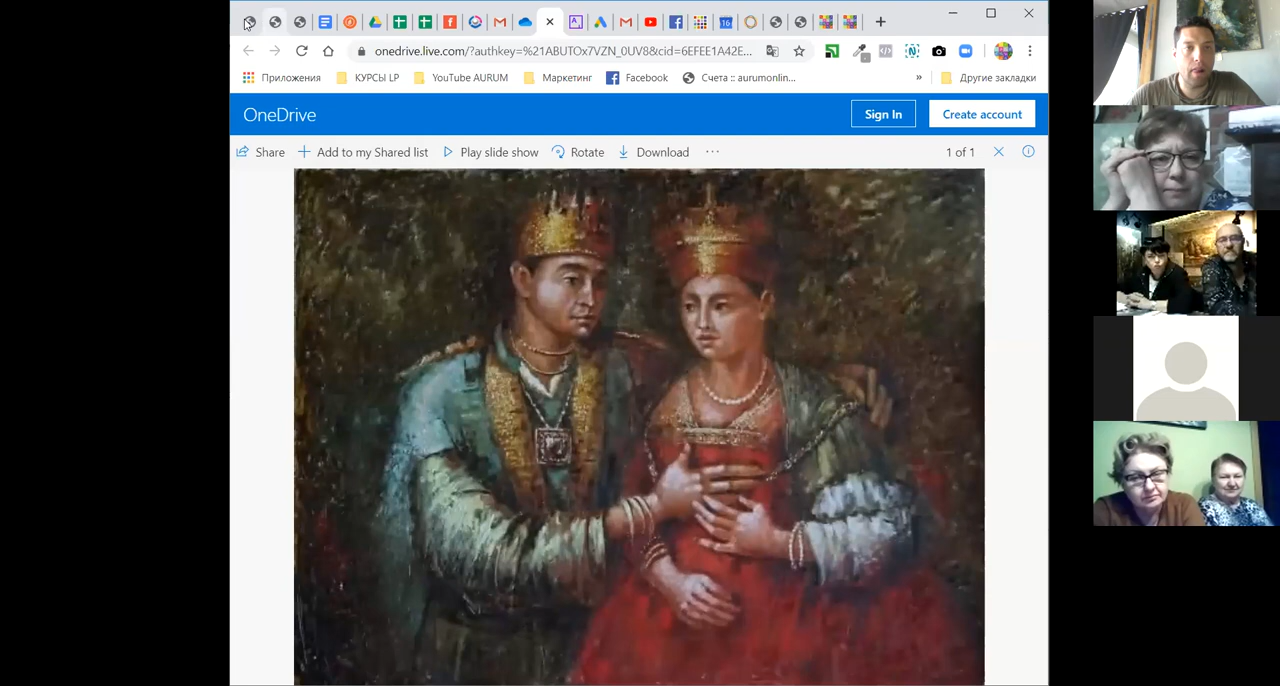 onedrive.live.com/?authkey=%21ABUTOx7VZN_0UV8&cid=6EFEE1A42E...
Приложения КУРСЫ LP YouTube AURUM Маркетинг Facebook Счета :: aurumonlin... » Другие закладки
OneDrive Sign In Create account
Share Add to my Shared list Play slide show Rotate Download ... 1 of 1